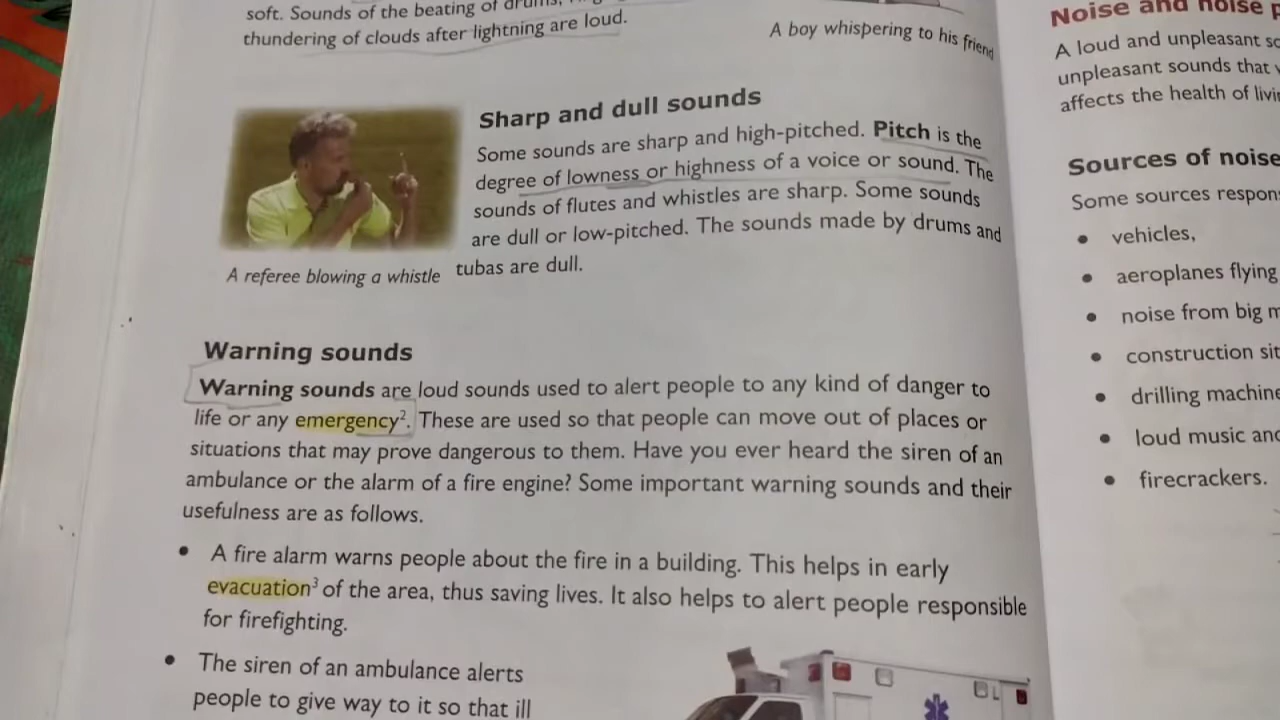 soft. Sounds of the beating of drums,
thundering of clouds after lightning are loud.
A boy whispering to his friend
Sharp and dull sounds
Some sounds are sharp and high-pitched. Pitch is the
degree of lowness or highness of a voice or sound. The
sounds of flutes and whistles are sharp. Some sounds
are dull or low-pitched. The sounds made by drums and
tubas are dull.
A referee blowing a whistle
Warning sounds
Warning sounds are loud sounds used to alert people to any kind of danger to
life or any emergency². These are used so that people can move out of places or
situations that may prove dangerous to them. Have you ever heard the siren of an
ambulance or the alarm of a fire engine? Some important warning sounds and their
usefulness are as follows.
• A fire alarm warns people about the fire in a building. This helps in early
evacuation³ of the area, thus saving lives. It also helps to alert people responsible
for firefighting.
• The siren of an ambulance alerts
people to give way to it so that ill
Noise and noise
A loud and unpleasant
unpleasant sounds that
affects the health of
Sources of noise
Some sources
• vehicles,
• aeroplanes flying
• noise from big
• construction
• drilling
• loud music
• firecrackers.